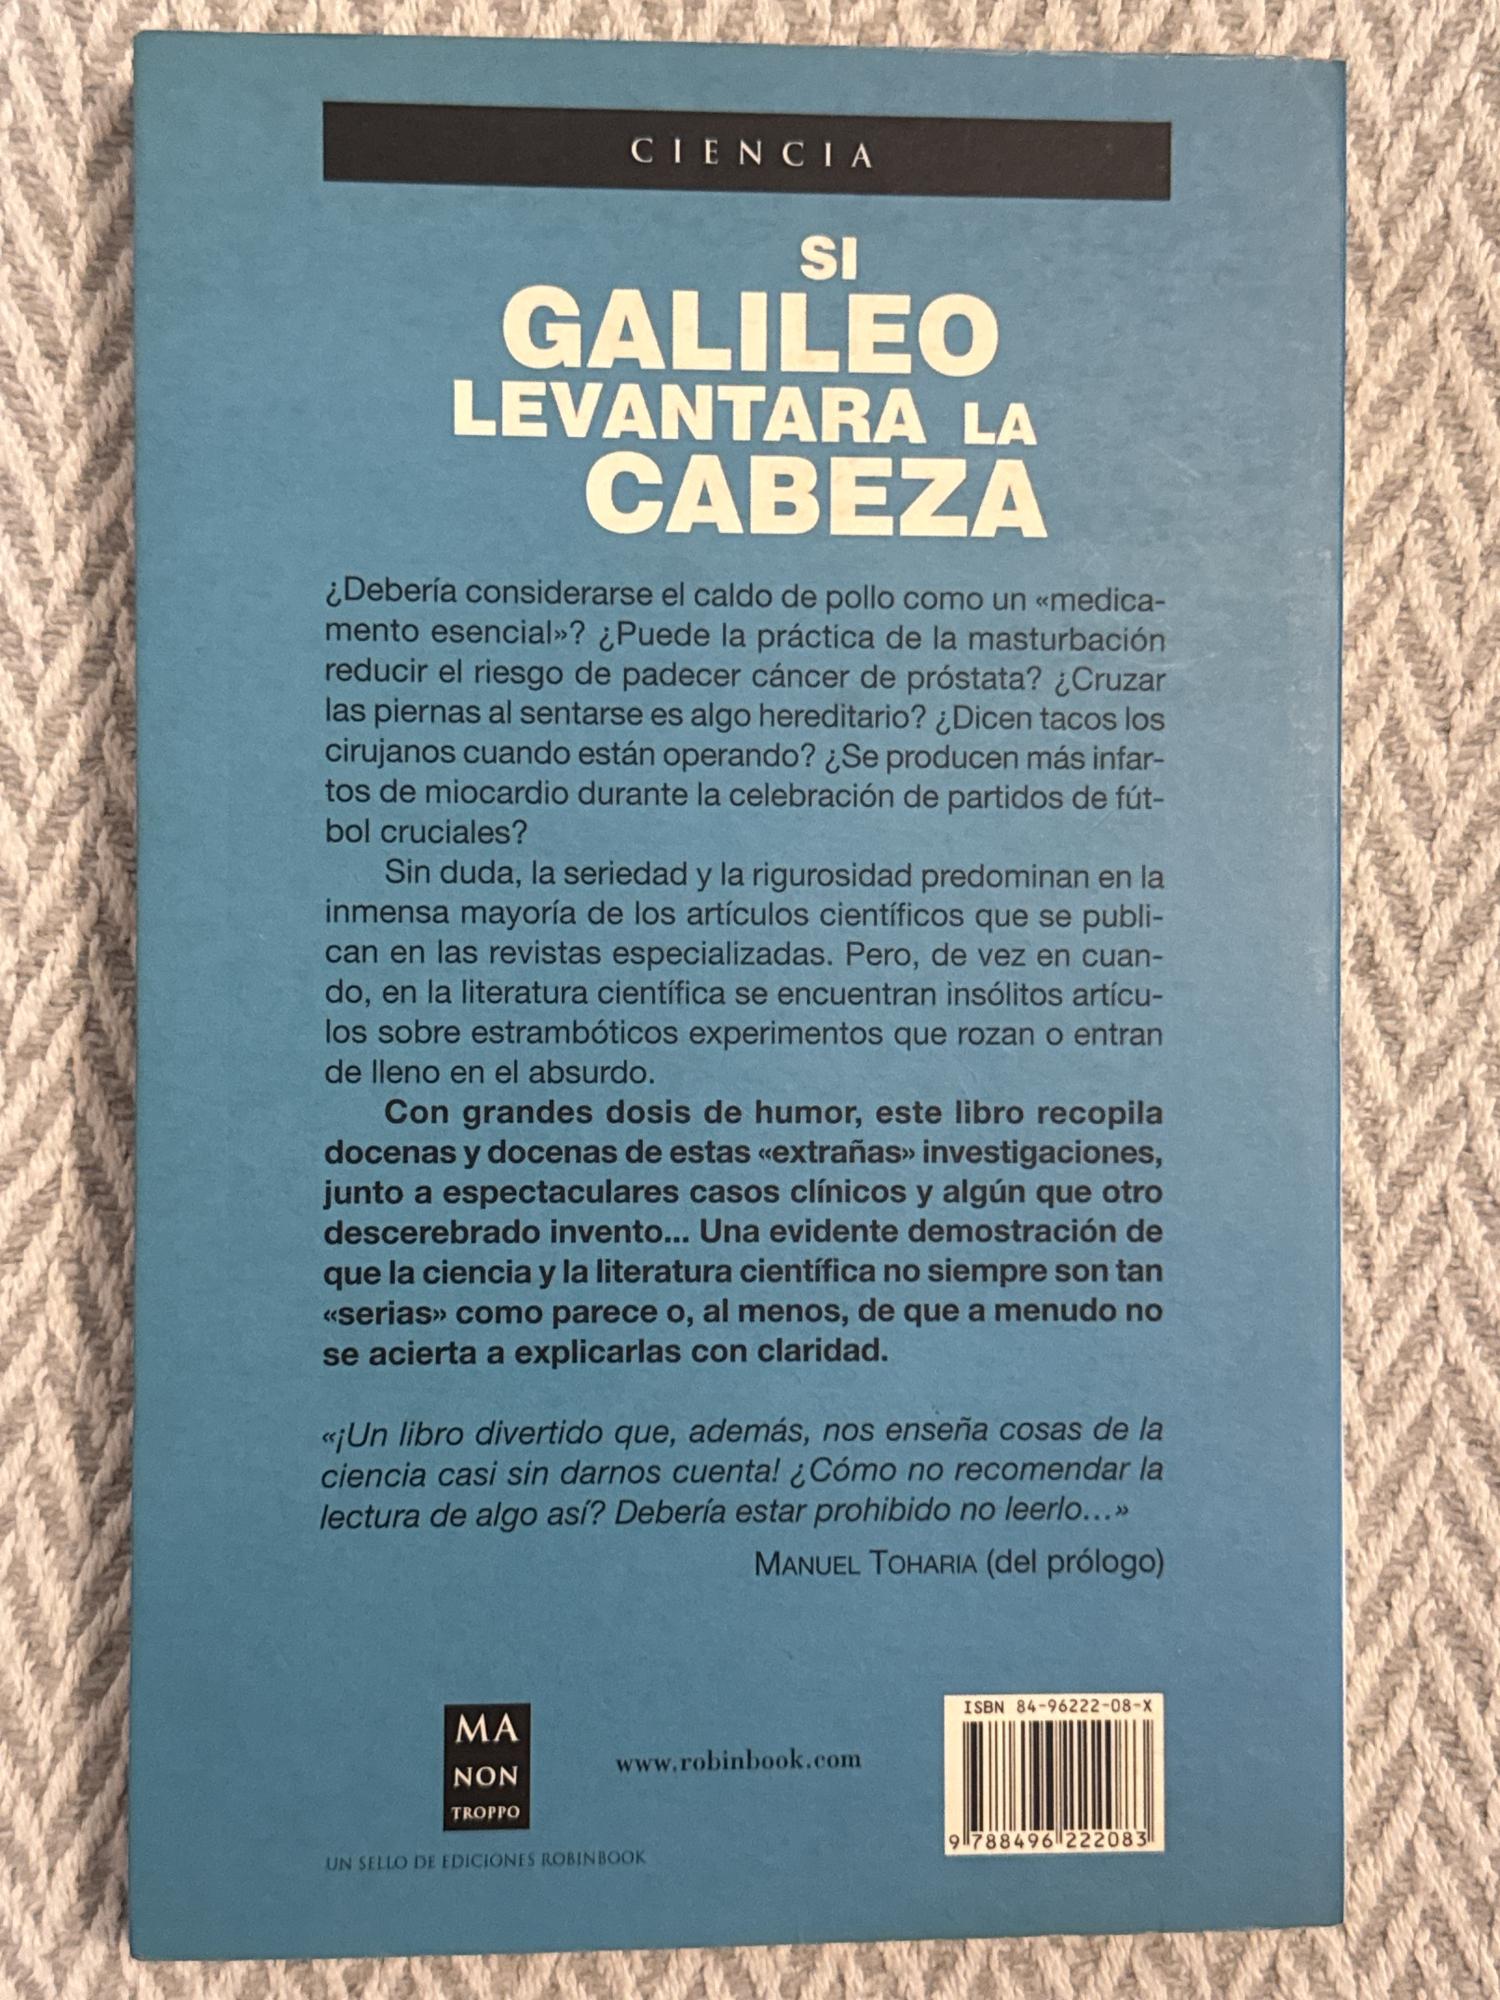 CIENCIA
SI
GALILEO
LEVANTARA LA
CABEZA
¿Debería considerarse el caldo de pollo como un «medica-
mento esencial»? ¿Puede la práctica de la masturbación
reducir el riesgo de padecer cáncer de próstata? ¿Cruzar
las piernas al sentarse es algo hereditario? ¿Dicen tacos los
cirujanos cuando están operando? ¿Se producen más infar-
tos de miocardio durante la celebración de partidos de fút-
bol cruciales?
Sin duda, la seriedad y la rigurosidad predominan en la
inmensa mayoría de los artículos científicos que se publi-
can en las revistas especializadas. Pero, de vez en cuan-
do, en la literatura científica se encuentran insólitos artícu-
los sobre estrambóticos experimentos que rozan o entran
de lleno en el absurdo.
Con grandes dosis de humor, este libro recopila
docenas y docenas de estas «extrañas» investigaciones,
junto a espectaculares casos clínicos y algún que otro
descerebrado invento... Una evidente demostración de
que la ciencia y la literatura científica no siempre son tan
«serias» como parece o, al menos, de que a menudo no
se acierta a explicarlas con claridad.
«¡Un libro divertido que, además, nos enseña cosas de la
ciencia casi sin darnos cuenta! ¿Cómo no recomendar la
lectura de algo así? Debería estar prohibido no leerlo...»
MANUEL TOHARIA (del prólogo)
MA
NON
TROPPO
UN SELLO DE EDICIONES ROBINBOOK
www.robinbook.com
ISBN 84-96222-08-X
9 788496 222083